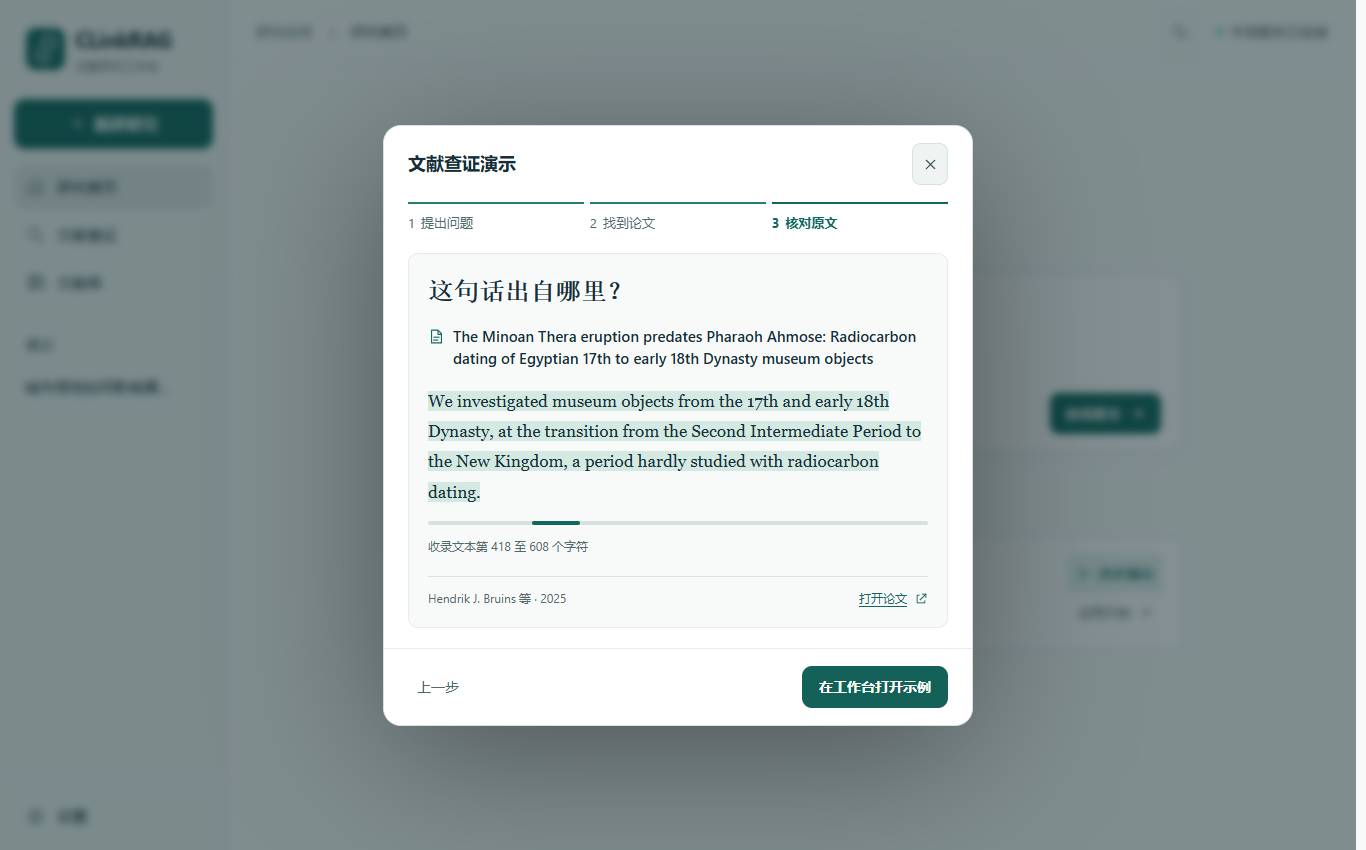 CLinkRAG
文献查证演示
1 提出问题
2 找到论文
3 核对原文
这句话出自哪里？
The Minoan Thera eruption predates Pharaoh Ahmose: Radiocarbon
dating of Egyptian 17th to early 18th Dynasty museum objects
We investigated museum objects from the 17th and early 18th
Dynasty, at the transition from the Second Intermediate Period to
the New Kingdom, a period hardly studied with radiocarbon
dating.
收录文本第 418 至 608 个字符
Hendrik J. Bruins 等 · 2025
打开论文
上一步
在工作台打开示例